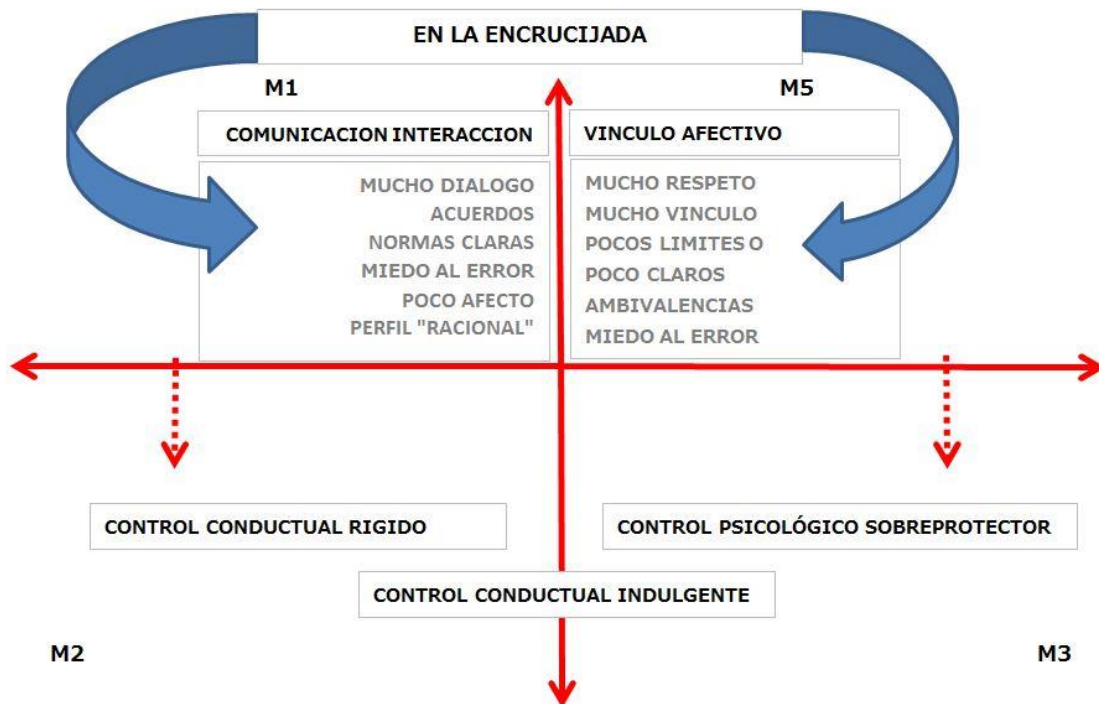 EN LA ENCRUCIJADA
M1
M5
COMUNICACION INTERACCION
VINCULO AFECTIVO
MUCHO DIALOGO
ACUERDOS
NORMAS CLARAS
MIEDO AL ERROR
POCO AFECTO
PERFIL "RACIONAL"
MUCHO RESPETO
MUCHO VINCULO
POCOS LIMITES O
POCO CLAROS
AMBIVALENCIAS
MIEDO AL ERROR
CONTROL CONDUCTUAL RIGIDO
CONTROL PSICOLÓGICO SOBREPROTECTOR
CONTROL CONDUCTUAL INDULGENTE
M2
M3